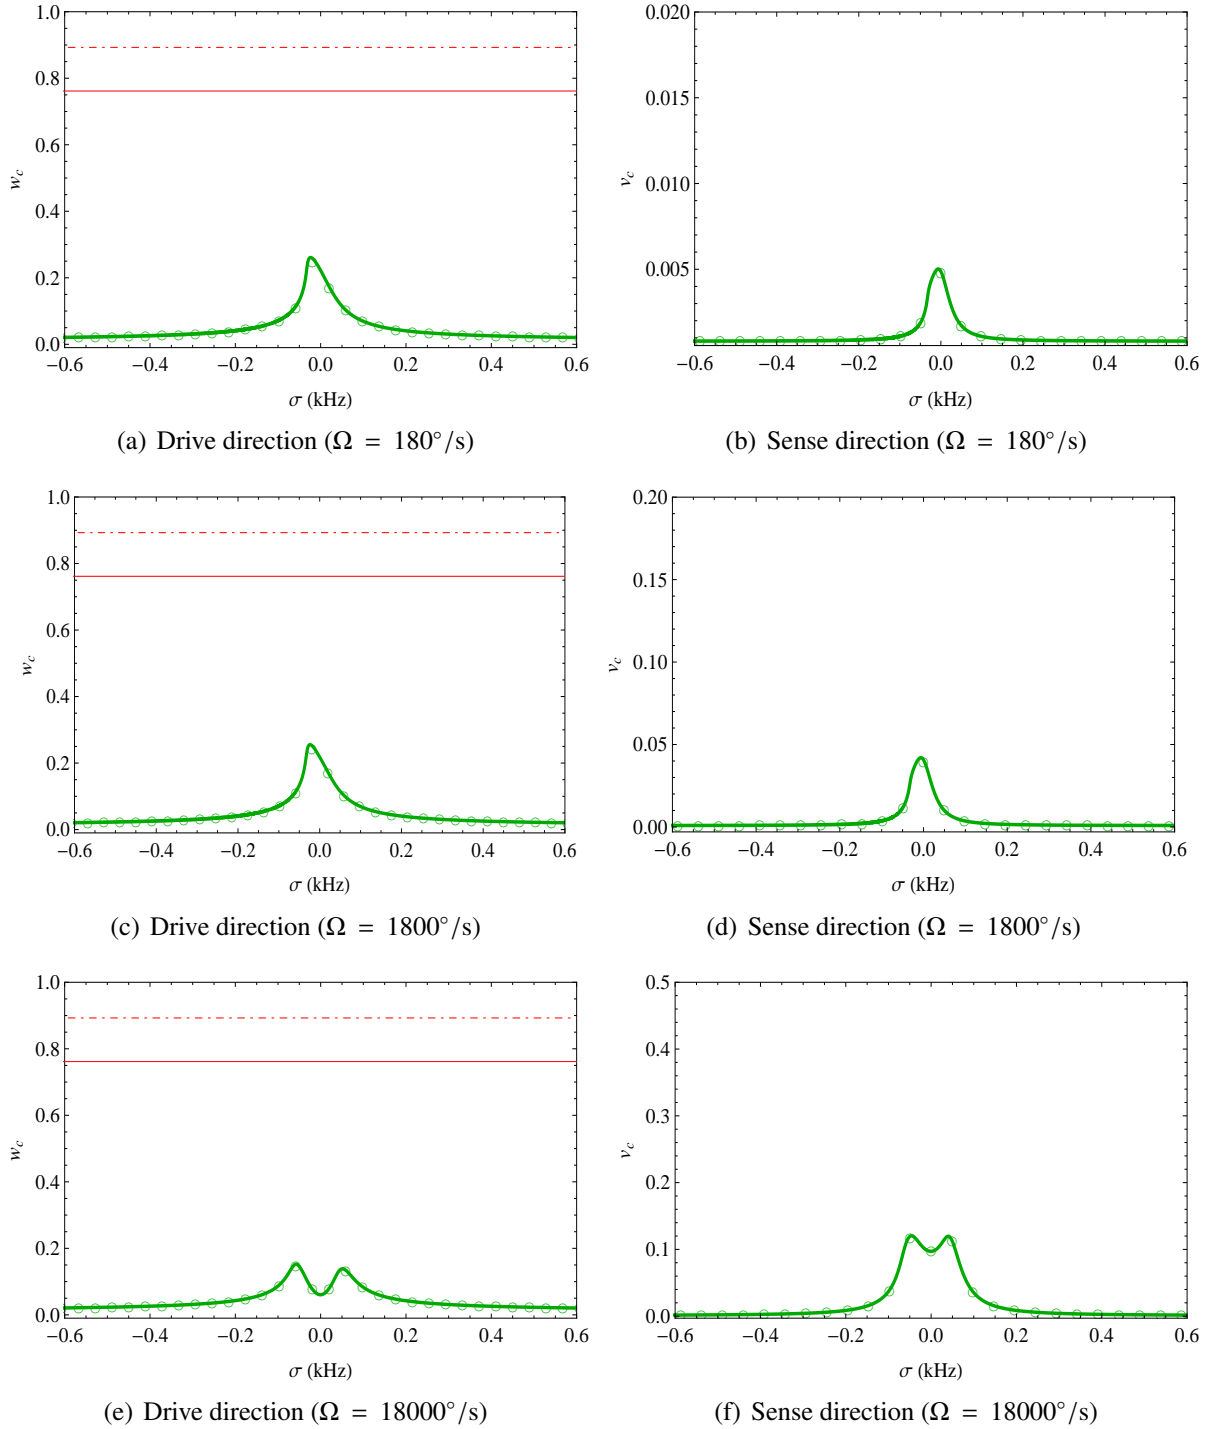 1.0
0.8
0.6
0.4
0.2
0.0
w_c
−0.6 −0.4 −0.2 0.0 0.2 0.4 0.6
σ (kHz)
(a) Drive direction (Ω = 180°/s)
0.020
0.015
0.010
0.005
v_c
−0.6 −0.4 −0.2 0.0 0.2 0.4 0.6
σ (kHz)
(b) Sense direction (Ω = 180°/s)
1.0
0.8
0.6
0.4
0.2
0.0
w_c
−0.6 −0.4 −0.2 0.0 0.2 0.4 0.6
σ (kHz)
(c) Drive direction (Ω = 1800°/s)
0.20
0.15
0.10
0.05
0.00
v_c
−0.6 −0.4 −0.2 0.0 0.2 0.4 0.6
σ (kHz)
(d) Sense direction (Ω = 1800°/s)
1.0
0.8
0.6
0.4
0.2
0.0
w_c
−0.6 −0.4 −0.2 0.0 0.2 0.4 0.6
σ (kHz)
(e) Drive direction (Ω = 18000°/s)
0.5
0.4
0.3
0.2
0.1
0.0
v_c
−0.6 −0.4 −0.2 0.0 0.2 0.4 0.6
σ (kHz)
(f) Sense direction (Ω = 18000°/s)